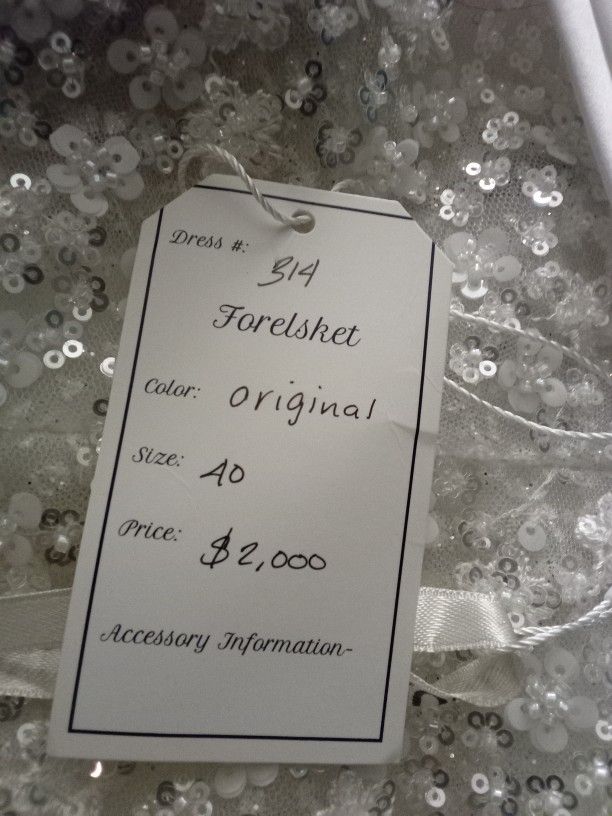 Dress #:
314
Forelsket
Color: original
Size: 40
Price: $2,000
Accessory Information-